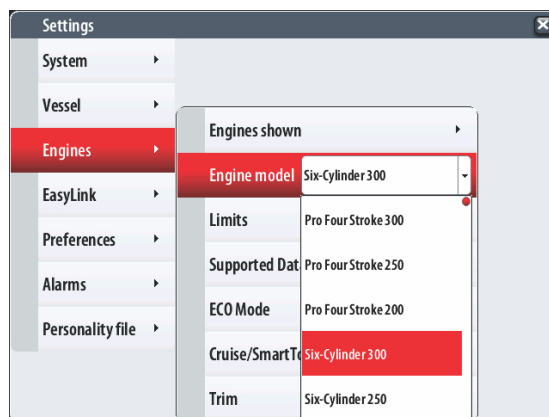 Settings
System
Vessel
Engines
EasyLink
Preferences
Alarms
Personality file
Engines shown
Engine model Six-Cylinder 300
Limits
Supported Dat
ECO Mode
Cruise/SmartTo
Trim
Pro Four Stroke 300
Pro Four Stroke 250
Pro Four Stroke 200
Six-Cylinder 300
Six-Cylinder 250